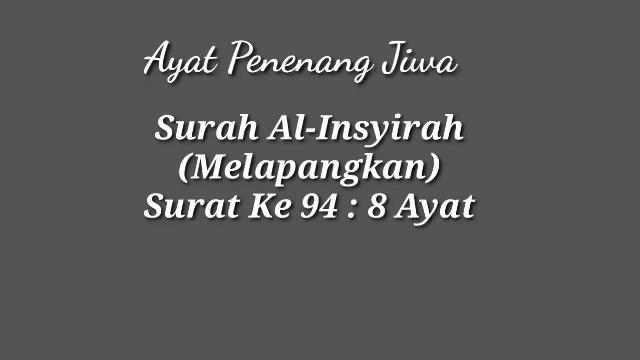 Ayat Penenang Jiwa
Surah Al-Insyirah
(Melapangkan)
Surat Ke 94 : 8 Ayat